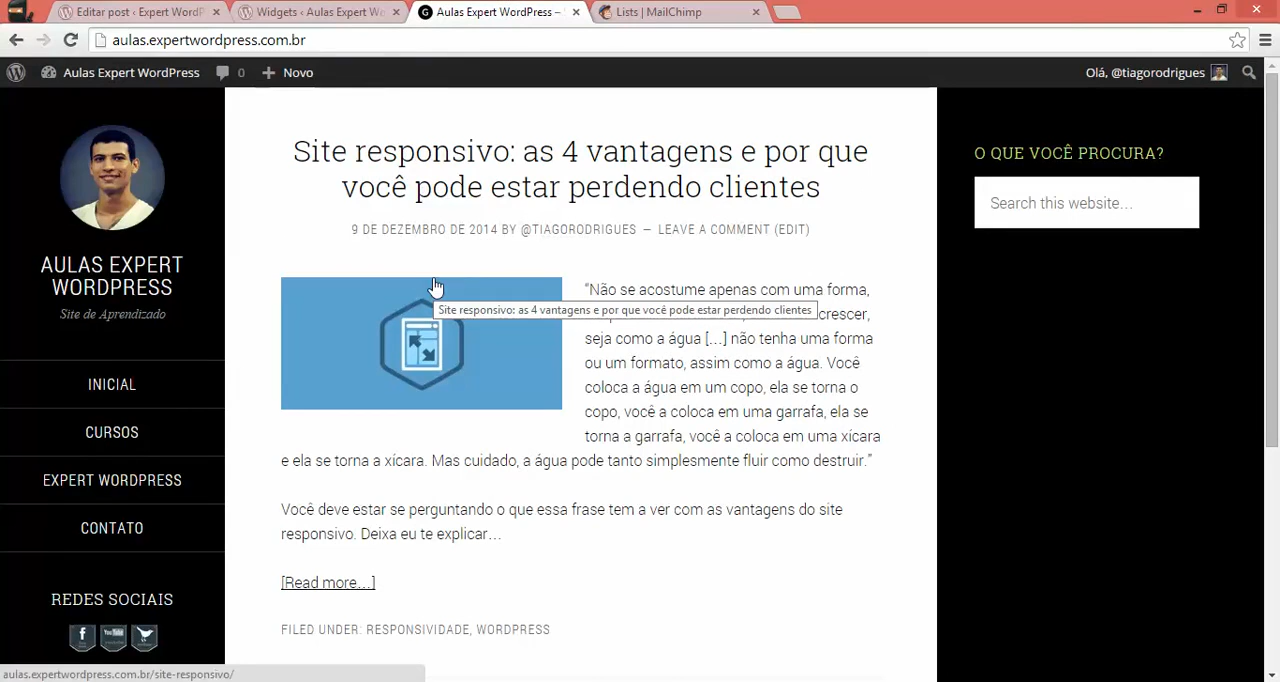 Editar post ‹ Expert WordP
Widgets ‹ Aulas Expert Wo
Aulas Expert WordPress –
Lists | MailChimp
aulas.expertwordpress.com.br
Aulas Expert WordPress
0
Novo
Olá, @tiagorodrigues
AULAS EXPERT
WORDPRESS
Site de Aprendizado
INICIAL
CURSOS
EXPERT WORDPRESS
CONTATO
REDES SOCIAIS
Site responsivo: as 4 vantagens e por que
você pode estar perdendo clientes
9 DE DEZEMBRO DE 2014 BY @TIAGORODRIGUES — LEAVE A COMMENT (EDIT)
“Não se acostume apenas com uma forma,
Site responsivo: as 4 vantagens e por que você pode estar perdendo clientes
crescer,
seja como a água […] não tenha uma forma
ou um formato, assim como a água. Você
coloca a água em um copo, ela se torna o
copo, você a coloca em uma garrafa, ela se
torna a garrafa, você a coloca em uma xícara
e ela se torna a xícara. Mas cuidado, a água pode tanto simplesmente fluir como destruir.”
Você deve estar se perguntando o que essa frase tem a ver com as vantagens do site
responsivo. Deixa eu te explicar…
[Read more…]
FILED UNDER: RESPONSIVIDADE, WORDPRESS
O QUE VOCÊ PROCURA?
Search this website…
aulas.expertwordpress.com.br/site-responsivo/